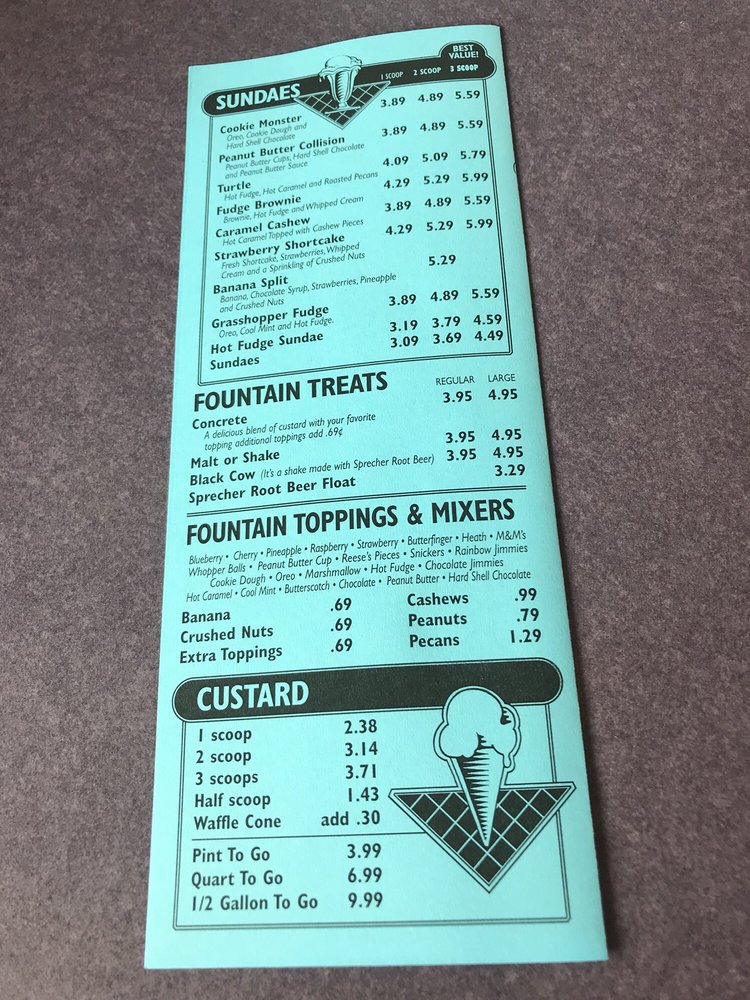 BEST
VALUE!
SUNDAES 1 SCOOP 2 SCOOP 3 SCOOP
Cookie Monster 3.89 4.89 5.59
Oreo, Cookie Dough and
Hard Shell Chocolate
Peanut Butter Collision 3.89 4.89 5.59
Peanut Butter Cups, Hard Shell Chocolate
and Peanut Butter Sauce
Turtle 4.09 5.09 5.79
Hot Fudge, Hot Caramel and Roasted Pecans
Fudge Brownie 4.29 5.29 5.99
Brownie, Hot Fudge and Whipped Cream
Caramel Cashew 3.89 4.89 5.59
Hot Caramel Topped with Cashew Pieces
Strawberry Shortcake 4.29 5.29 5.99
Fresh Shortcake, Strawberries, Whipped
Cream and a Sprinkling of Crushed Nuts
Banana Split 5.29
Banana, Chocolate Syrup, Strawberries, Pineapple
and Crushed Nuts
Grasshopper Fudge 3.89 4.89 5.59
Oreo, Cool Mint and Hot Fudge.
Hot Fudge Sundae 3.19 3.79 4.59
Sundaes 3.09 3.69 4.49
FOUNTAIN TREATS REGULAR LARGE
Concrete 3.95 4.95
A delicious blend of custard with your favorite
topping additional toppings add .69¢
Malt or Shake 3.95 4.95
Black Cow (It's a shake made with Sprecher Root Beer) 3.95 4.95
Sprecher Root Beer Float 3.29
FOUNTAIN TOPPINGS & MIXERS
Blueberry • Cherry • Pineapple • Raspberry • Strawberry • Butterfinger • Heath • M&M's
Whopper Balls • Peanut Butter Cup • Reese's Pieces • Snickers • Rainbow Jimmies
Cookie Dough • Oreo • Marshmallow • Hot Fudge • Chocolate Jimmies
Hot Caramel • Cool Mint • Butterscotch • Chocolate • Peanut Butter • Hard Shell Chocolate
Banana .69 Cashews .99
Crushed Nuts .69 Peanuts .79
Extra Toppings .69 Pecans 1.29
CUSTARD
1 scoop 2.38
2 scoop 3.14
3 scoops 3.71
Half scoop 1.43
Waffle Cone add .30
Pint To Go 3.99
Quart To Go 6.99
1/2 Gallon To Go 9.99